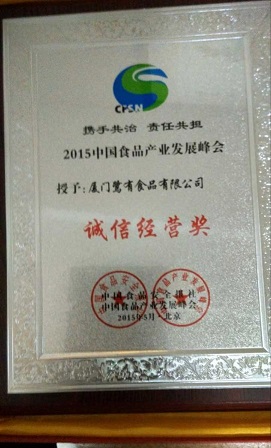 CFSN
携手共治 责任共担
2015中国食品产业发展峰会
授予:厦门鹭宥食品有限公司
诚信经营奖
中国食品安全报社
中国食品产业发展峰会
2015年5月·北京